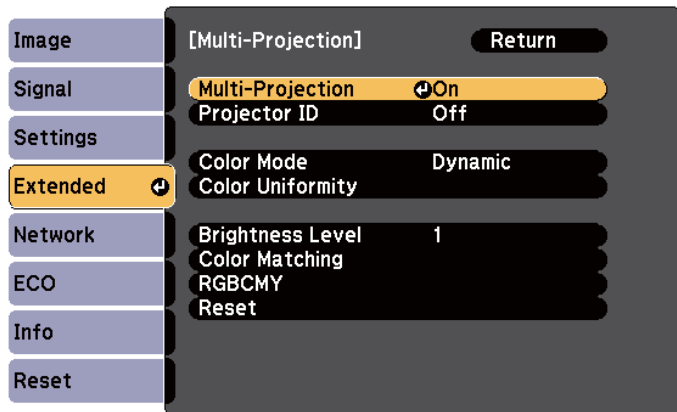 Image
Signal
Settings
Extended
Network
ECO
Info
Reset
[Multi-Projection] Return
Multi-Projection On
Projector ID Off
Color Mode Dynamic
Color Uniformity
Brightness Level 1
Color Matching
RGBCMY
Reset